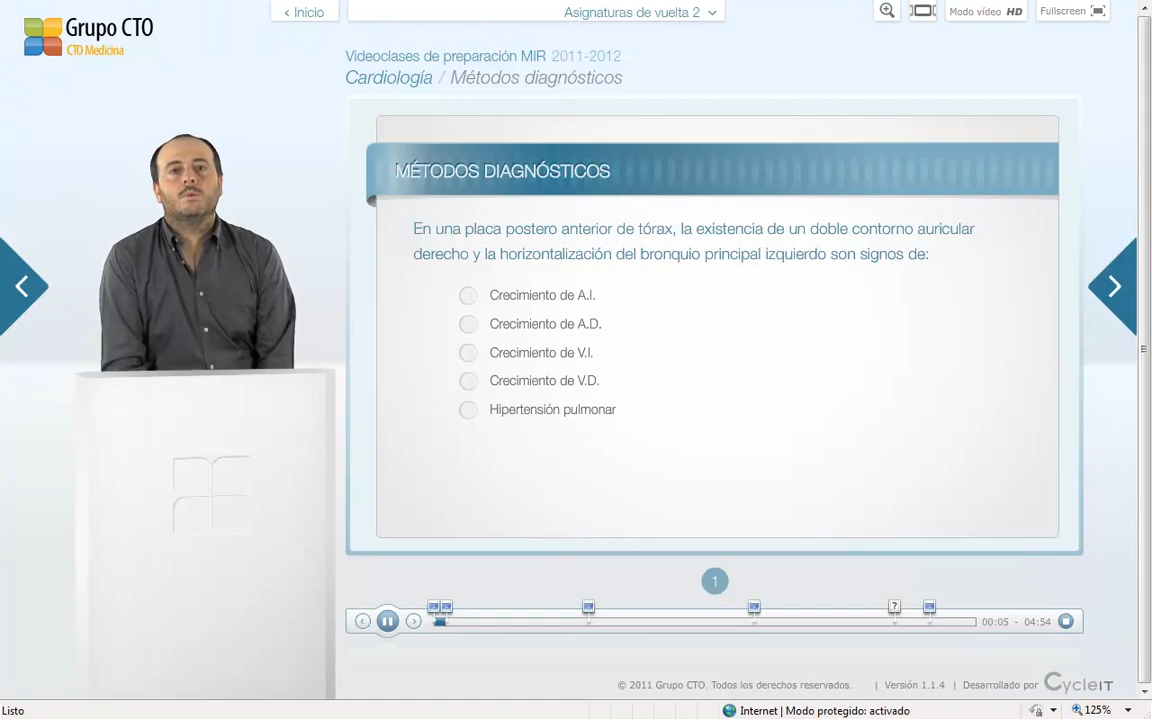 Grupo CTO
CTO Medicina
‹ Inicio
Asignaturas de vuelta 2
Modo vídeo HD
Fullscreen
Videoclases de preparación MIR 2011-2012
Cardiología / Métodos diagnósticos
MÉTODOS DIAGNÓSTICOS
En una placa postero anterior de tórax, la existencia de un doble contorno auricular
derecho y la horizontalización del bronquio principal izquierdo son signos de:
Crecimiento de A.I.
Crecimiento de A.D.
Crecimiento de V.I.
Crecimiento de V.D.
Hipertensión pulmonar
1
?
00:05 - 04:54
© 2011 Grupo CTO. Todos los derechos reservados. | Versión 1.1.4 | Desarrollado por CycleIT
Listo
Internet | Modo protegido: activado
125%